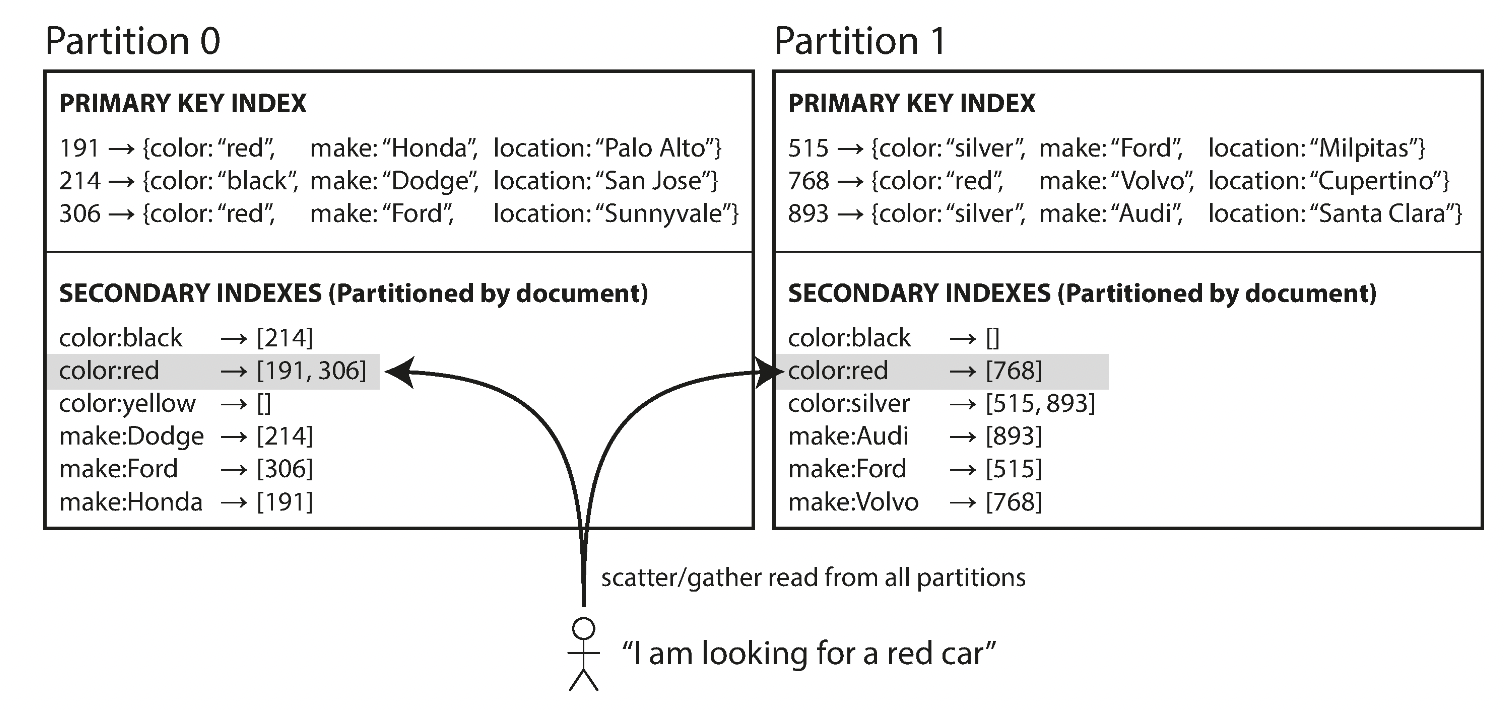 Partition 0
PRIMARY KEY INDEX
191 → {color: “red”, make: “Honda”, location: “Palo Alto”}
214 → {color: “black”, make: “Dodge”, location: “San Jose”}
306 → {color: “red”, make: “Ford”, location: “Sunnyvale”}
SECONDARY INDEXES (Partitioned by document)
color:black → [214]
color:red → [191, 306]
color:yellow → []
make:Dodge → [214]
make:Ford → [306]
make:Honda → [191]
Partition 1
PRIMARY KEY INDEX
515 → {color: “silver”, make: “Ford”, location: “Milpitas”}
768 → {color: “red”, make: “Volvo”, location: “Cupertino”}
893 → {color: “silver”, make: “Audi”, location: “Santa Clara”}
SECONDARY INDEXES (Partitioned by document)
color:black → []
color:red → [768]
color:silver → [515, 893]
make:Audi → [893]
make:Ford → [515]
make:Volvo → [768]
scatter/gather read from all partitions
“I am looking for a red car”